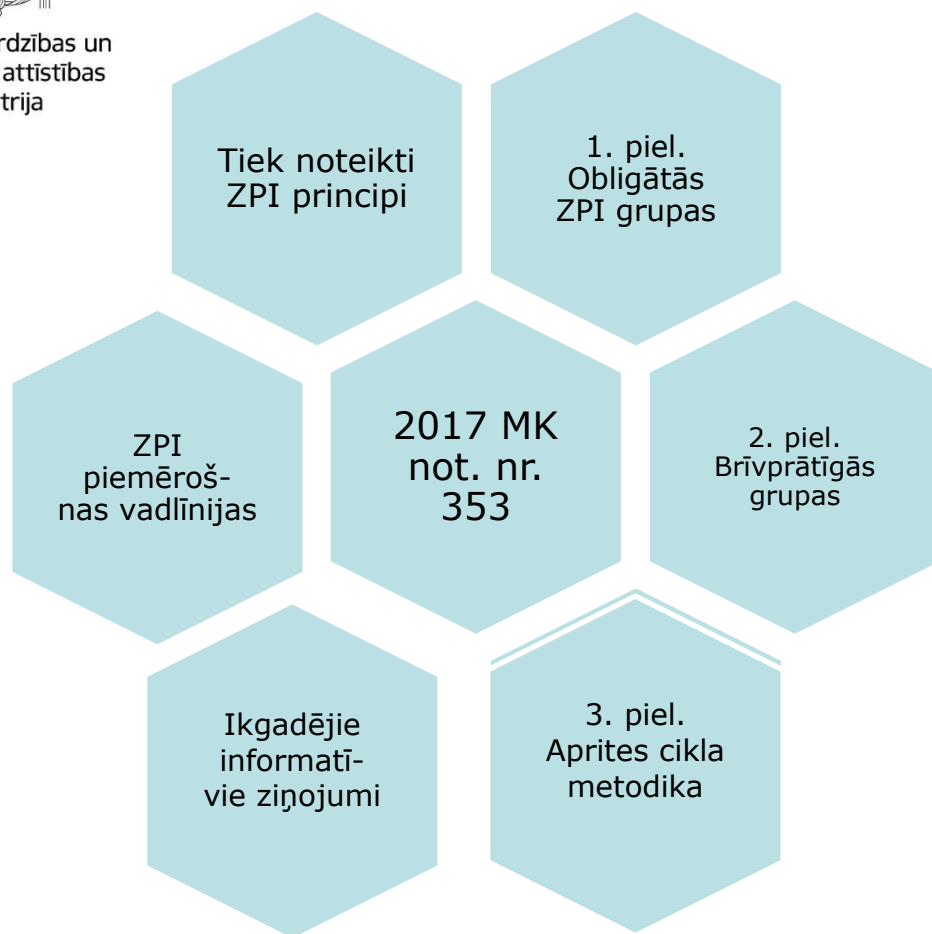 rdzības un
attīstības
trija
Tiek noteikti
ZPI principi
1. piel.
Obligātās
ZPI grupas
ZPI
piemēroš-
nas vadlīnijas
2017 MK
not. nr.
353
2. piel.
Brīvprātīgās
grupas
Ikgadējie
informatī-
vie ziņojumi
3. piel.
Aprites cikla
metodika